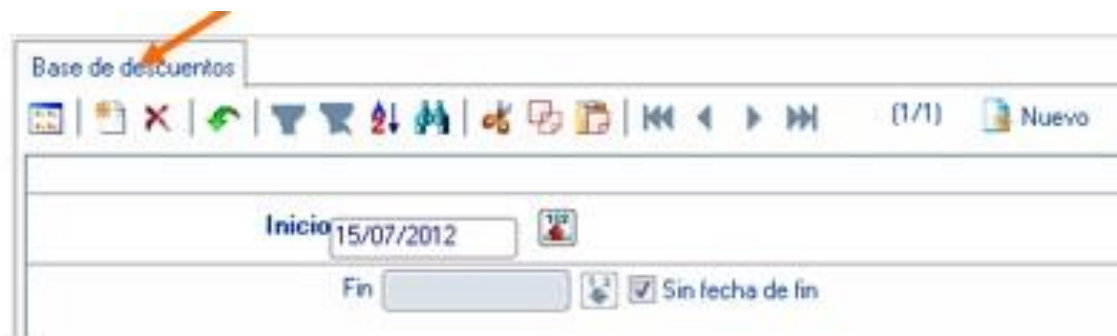 Base de descuentos
(1/1) Nuevo
Inicio 15/07/2012
Fin Sin fecha de fin